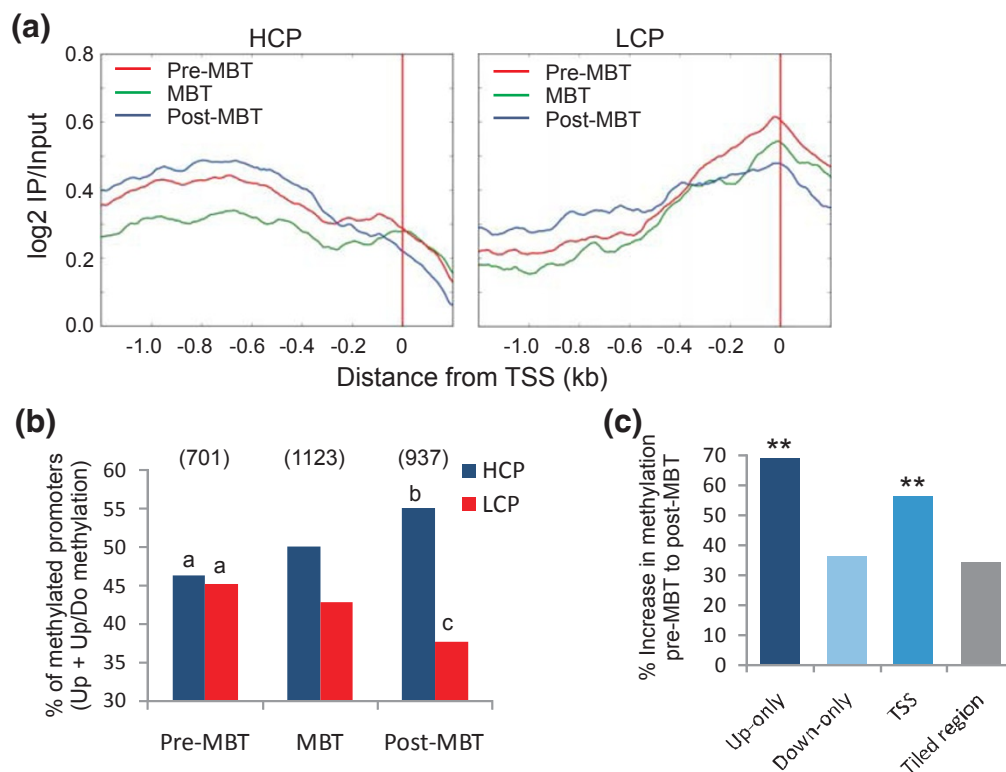 (a)
HCP
LCP
log2 IP/Input
0.8
0.6
0.4
0.2
0.0
Pre-MBT
MBT
Post-MBT
Pre-MBT
MBT
Post-MBT
-1.0 -0.8 -0.6 -0.4 -0.2 0
-1.0 -0.8 -0.6 -0.4 -0.2 0
Distance from TSS (kb)
(b)
% of methylated promoters
(Up + Up/Do methylation)
60
55
50
45
40
35
30
(701) (1123) (937)
HCP
LCP
a a
b
c
Pre-MBT MBT Post-MBT
(c)
% Increase in methylation
pre-MBT to post-MBT
70
60
50
40
30
20
10
0
**
**
Up-only
Down-only
TSS
Tiled region